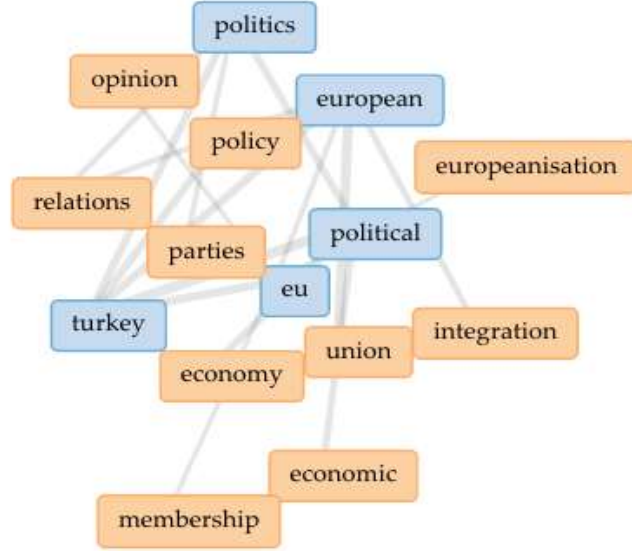 politics
opinion
european
policy
europeanisation
relations
political
parties
eu
turkey
integration
union
economy
economic
membership